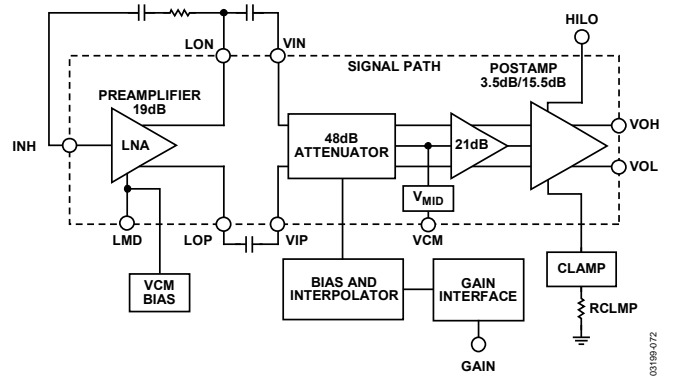 HILO
LON
VIN
SIGNAL PATH
POSTAMP
3.5dB/15.5dB
PREAMPLIFIER
19dB
INH
LNA
48dB
ATTENUATOR
21dB
VOH
VOL
VMID
LMD
LOP
VIP
VCM
VCM
BIAS
BIAS AND
INTERPOLATOR
GAIN
INTERFACE
CLAMP
RCLMP
GAIN
03199-072